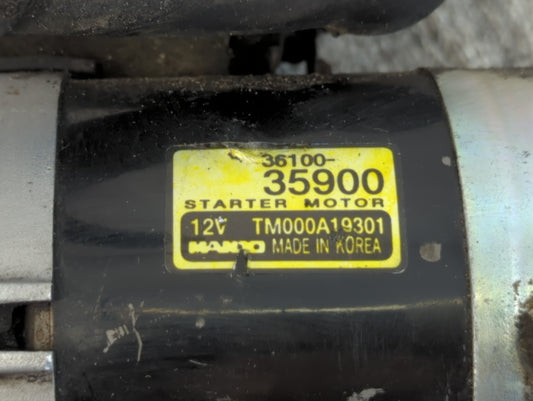 36100-
35900
STARTER MOTOR
12V TM000A19301
MANDO MADE IN KOREA